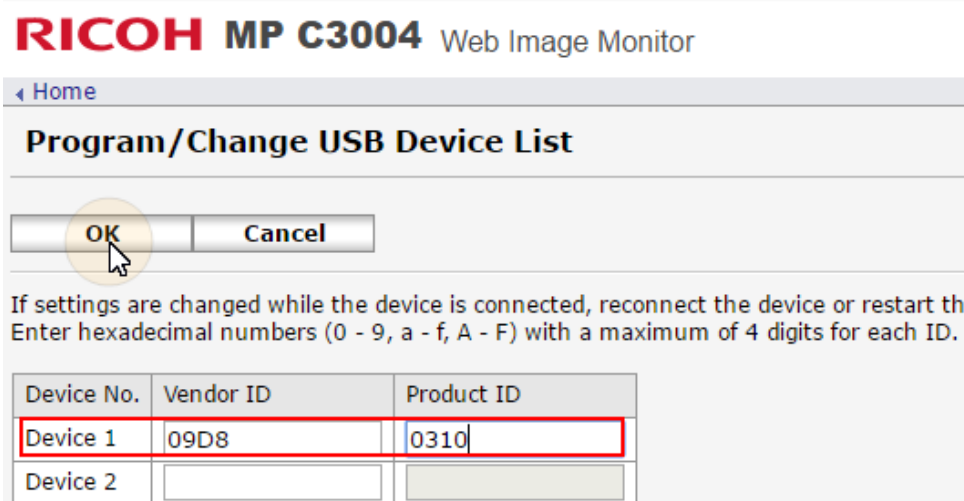 RICOH MP C3004 Web Image Monitor
Home
Program/Change USB Device List
OK Cancel
If settings are changed while the device is connected, reconnect the device or restart th
Enter hexadecimal numbers (0 - 9, a - f, A - F) with a maximum of 4 digits for each ID.
Device No. Vendor ID Product ID
Device 1 09D8 0310
Device 2